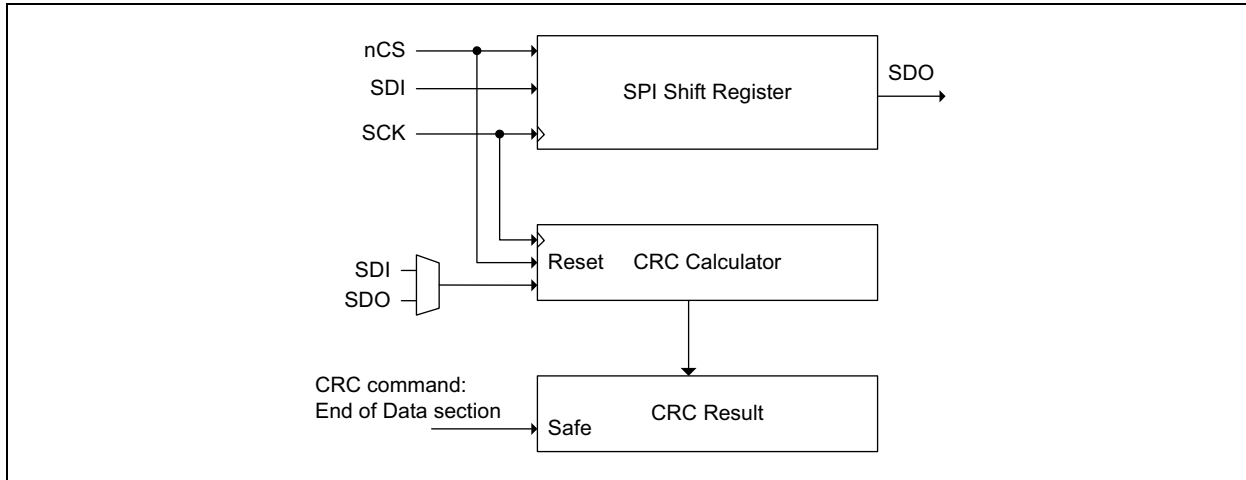 nCS
SDI
SCK
SPI Shift Register
SDO
Reset
CRC Calculator
SDI
SDO
CRC command:
End of Data section
Safe
CRC Result